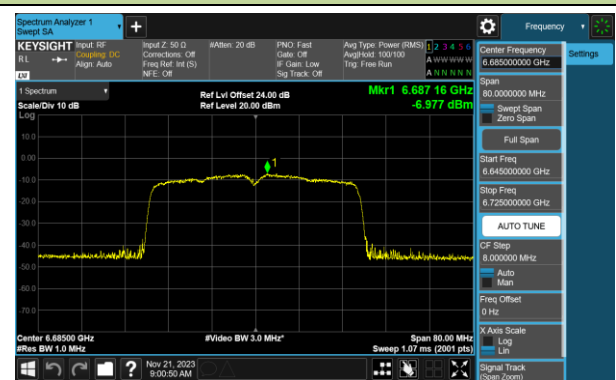 Spectrum Analyzer 1
Swept SA
Frequency
KEYSIGHT
RL
Input: RF
Coupling: DC
Align: Auto
Input Z: 50 Ω
Corrections: Off
Freq Ref: Int (S)
NFE: Off
#Atten: 20 dB
PNO: Fast
Gate: Off
IF Gain: Low
Sig Track: Off
Avg Type: Power (RMS)
Avg|Hold: 100/100
Trig: Free Run
1 2 3 4 5 6
A W W W W W
A N N N N N
LXI
1 Spectrum
Scale/Div 10 dB
Log
Ref Lvl Offset 24.00 dB
Ref Level 20.00 dBm
Mkr1 6.687 16 GHz
-6.977 dBm
1
10.0
0.00
-10.0
-20.0
-30.0
-40.0
-50.0
-60.0
-70.0
Center 6.68500 GHz
#Res BW 1.0 MHz
#Video BW 3.0 MHz*
Span 80.00 MHz
Sweep 1.07 ms (2001 pts)
?
Nov 21, 2023
9:00:50 AM
Center Frequency
6.685000000 GHz
Settings
Span
80.0000000 MHz
Swept Span
Zero Span
Full Span
Start Freq
6.645000000 GHz
Stop Freq
6.725000000 GHz
AUTO TUNE
CF Step
8.000000 MHz
Auto
Man
Freq Offset
0 Hz
X Axis Scale
Log
Lin
Signal Track
(Span Zoom)